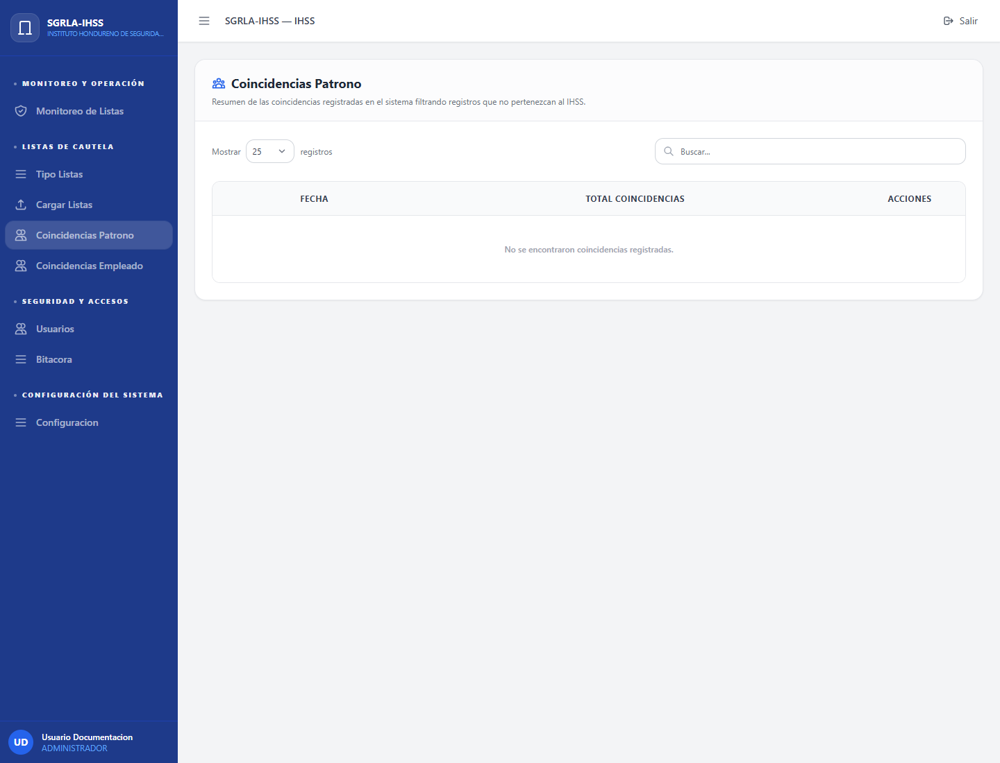 SGRLA-IHSS
INSTITUTO HONDURENO DE SEGURIDA...
MONITOREO Y OPERACIÓN
Monitoreo de Listas
LISTAS DE CAUTELA
Tipo Listas
Cargar Listas
Coincidencias Patrono
Coincidencias Empleado
SEGURIDAD Y ACCESOS
Usuarios
Bitacora
CONFIGURACIÓN DEL SISTEMA
Configuracion
UD
Usuario Documentacion
ADMINISTRADOR
SGRLA-IHSS — IHSS
Salir
Coincidencias Patrono
Resumen de las coincidencias registradas en el sistema filtrando registros que no pertenezcan al IHSS.
Mostrar 25 registros
Buscar...
FECHA TOTAL COINCIDENCIAS ACCIONES
No se encontraron coincidencias registradas.